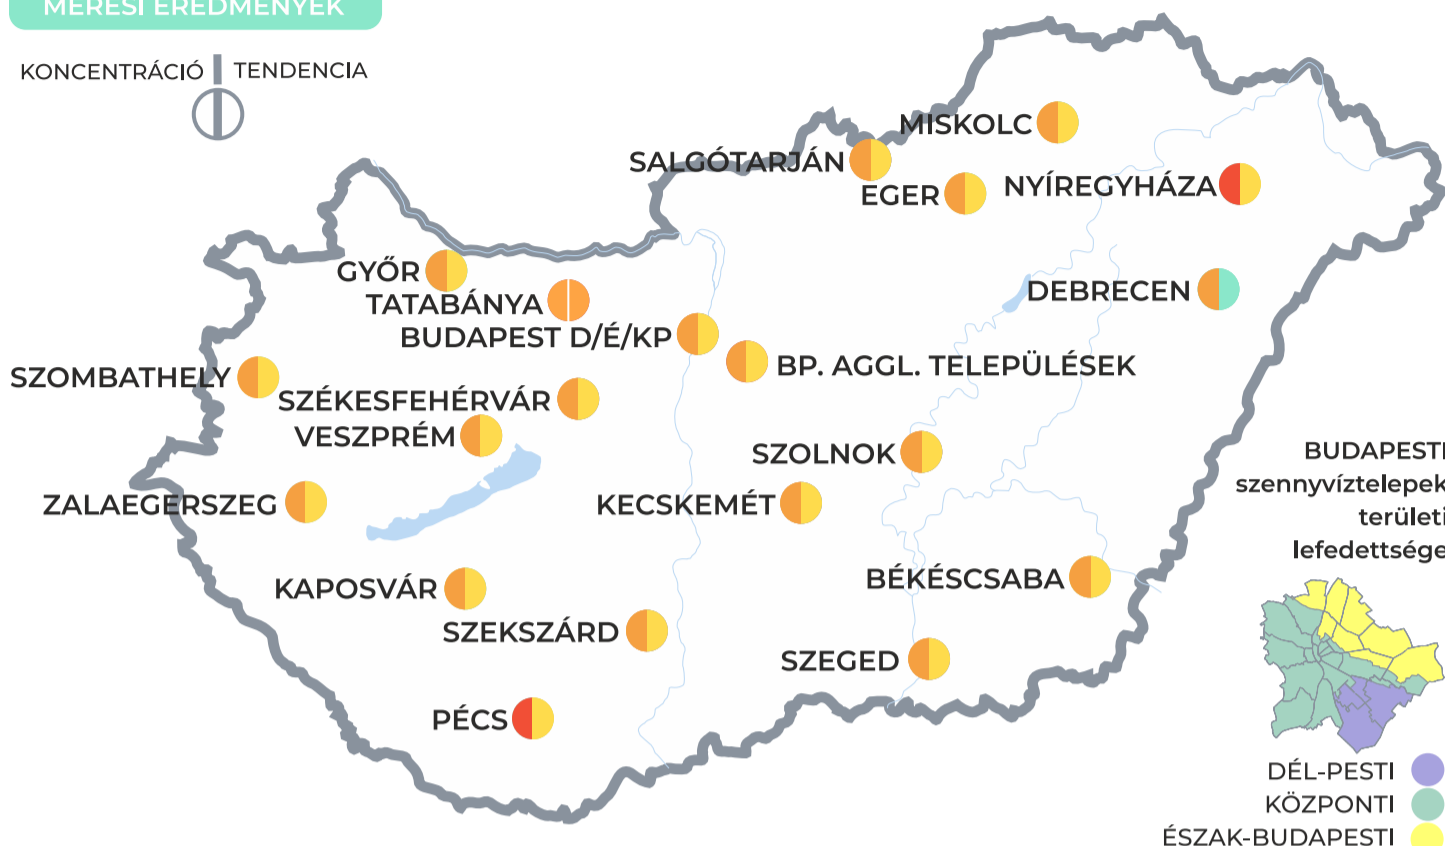 MÉRÉSI EREDMÉNYEK
KONCENTRÁCIÓ TENDENCIA
MISKOLC
SALGÓTARJÁN
EGER
NYÍREGYHÁZA
GYŐR
TATABÁNYA
DEBRECEN
BUDAPEST D/É/KP
BP. AGGL. TELEPÜLÉSEK
SZOMBATHELY
SZÉKESFEHÉRVÁR
VESZPRÉM
SZOLNOK
ZALAEGERSZEG
KECSKEMÉT
BUDAPESTI
szennyvíztelepek
területi
lefedettsége
KAPOSVÁR
BÉKÉSCSABA
SZEKSZÁRD
SZEGED
PÉCS
DÉL-PESTI
KÖZPONTI
ÉSZAK-BUDAPESTI